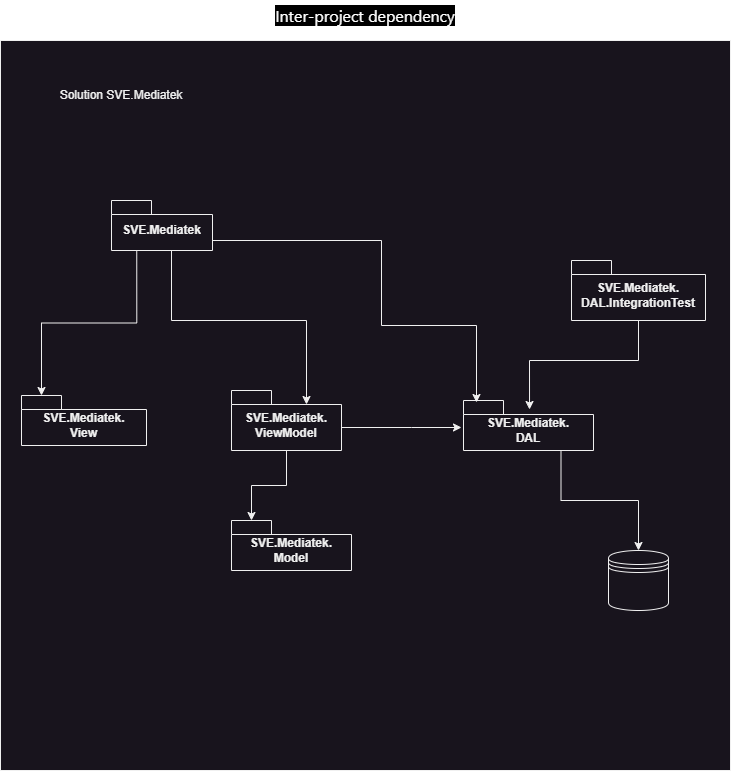 Inter-project dependency
Solution SVE.Mediatek
SVE.Mediatek
SVE.Mediatek.
DAL.IntegrationTest
SVE.Mediatek.
View
SVE.Mediatek.
ViewModel
SVE.Mediatek.
DAL
SVE.Mediatek.
Model